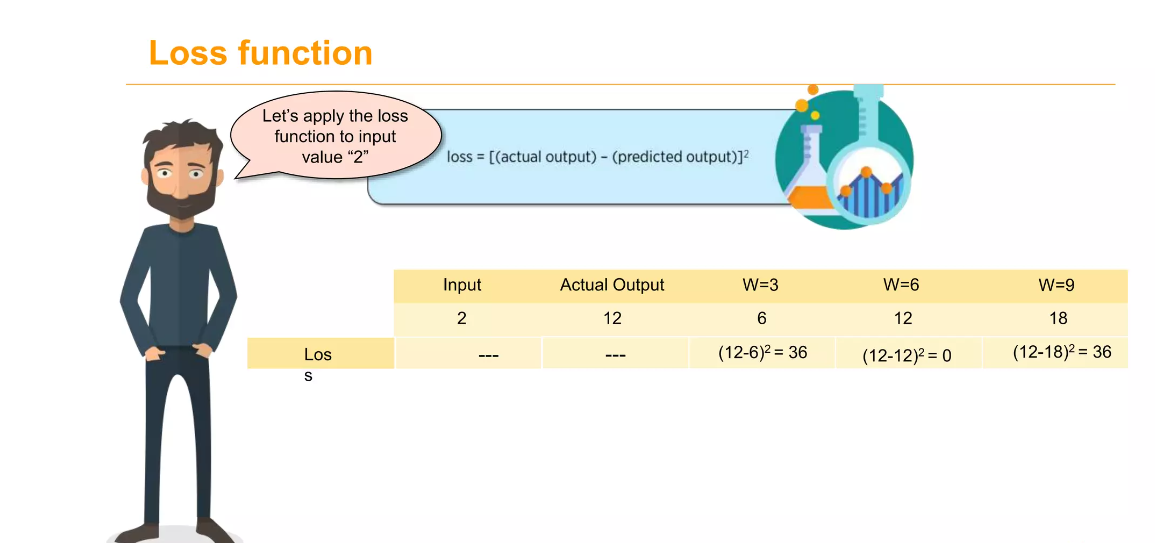 Loss function
Let’s apply the loss
function to input
value “2”
loss = [(actual output) – (predicted output)]²
Input Actual Output W=3 W=6 W=9
2 12 6 12 18
Los
s
--- --- (12-6)² = 36 (12-12)² = 0 (12-18)² = 36